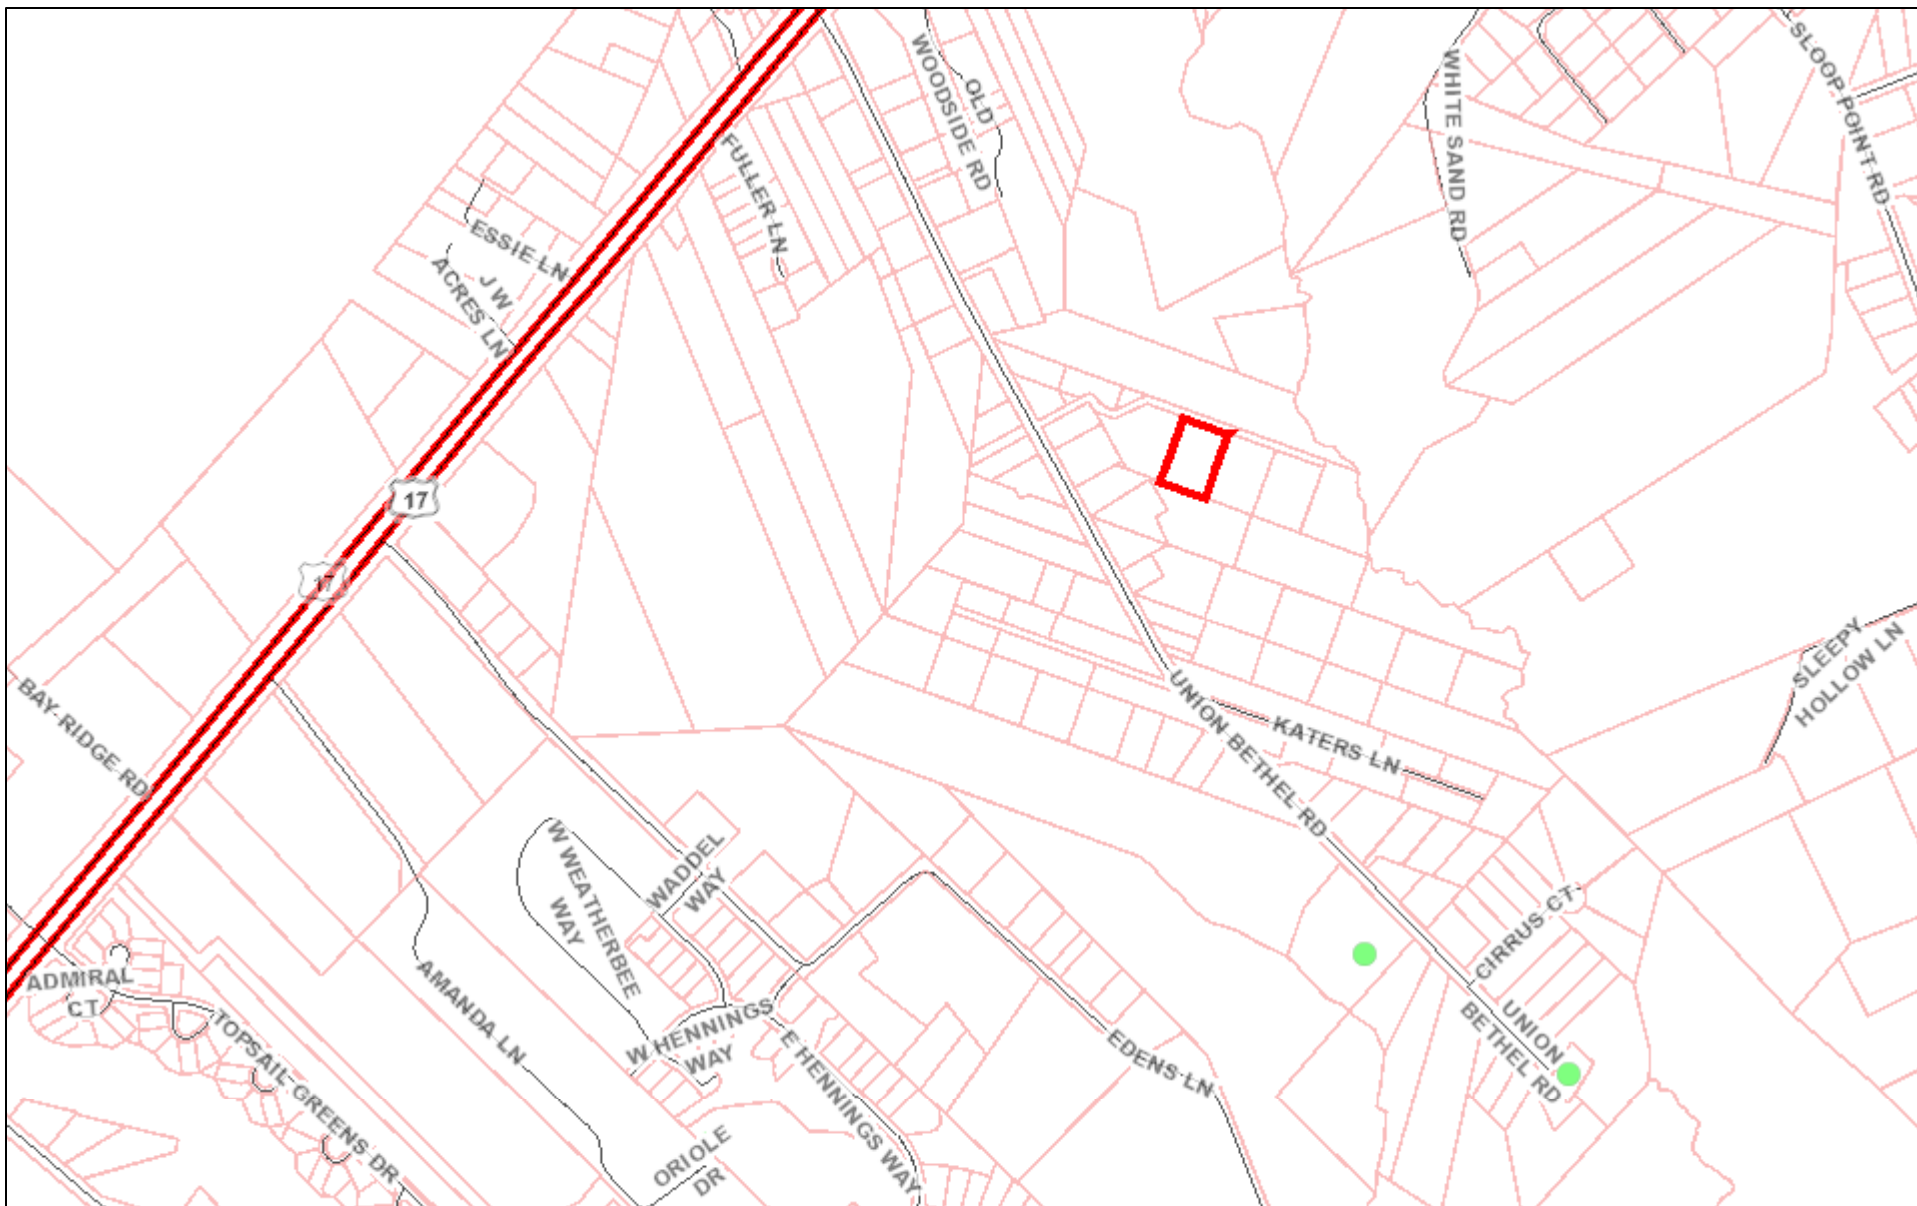 WOODSIDE RD
OLD
WHITE SAND RD
SLOOP POINT RD
FULLER LN
ESSIE LN
J W
ACRES LN
17
17
BAY RIDGE RD
SLEEPY
HOLLOW LN
UNION BETHEL RD
KATERS LN
WADDEL
WAY
W WEATHERBEE
WAY
CIRRUS CT
ADMIRAL
CT
AMANDA LN
TOPSAIL GREENS DR
W HENNINGS
WAY
E HENNINGS WAY
EDENS LN
UNION
BETHEL RD
ORIOLE
DR